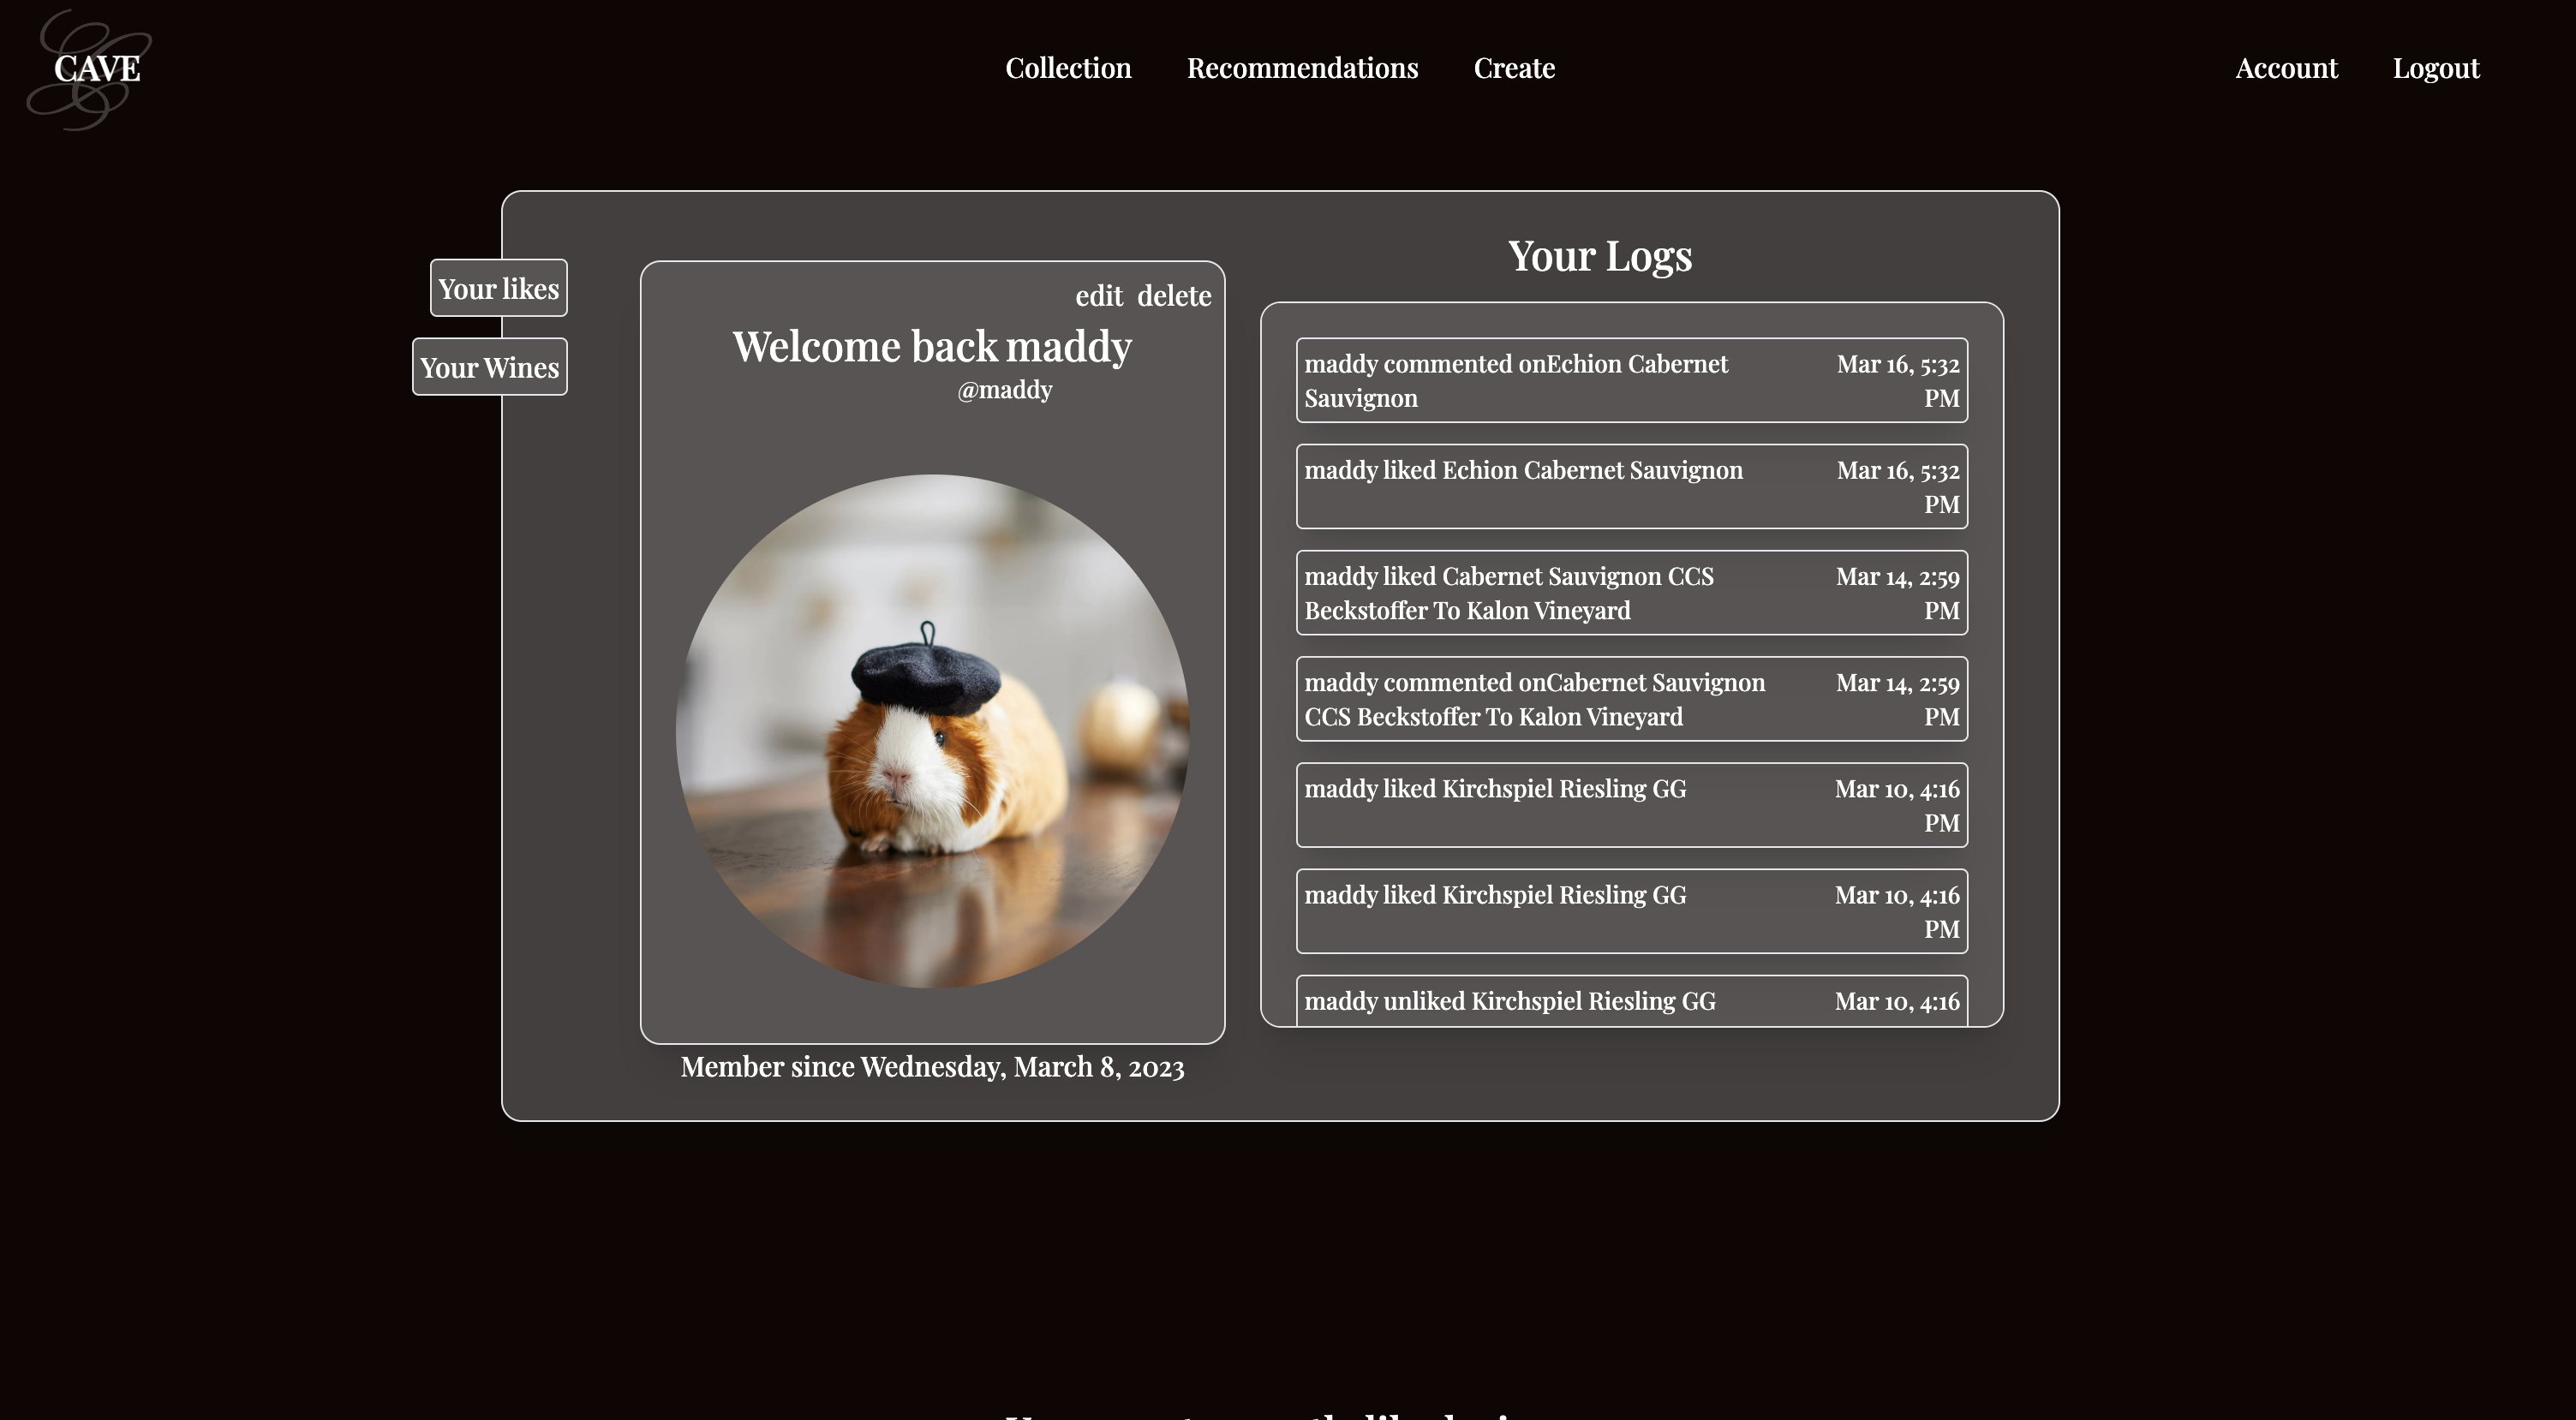 CAVE
Collection
Recommendations
Create
Account
Logout
Your likes
Your Wines
edit delete
Welcome back maddy
@maddy
Member since Wednesday, March 8, 2023
Your Logs
maddy commented onEchion Cabernet
Sauvignon
Mar 16, 5:32
PM
maddy liked Echion Cabernet Sauvignon
Mar 16, 5:32
PM
maddy liked Cabernet Sauvignon CCS
Beckstoffer To Kalon Vineyard
Mar 14, 2:59
PM
maddy commented onCabernet Sauvignon
CCS Beckstoffer To Kalon Vineyard
Mar 14, 2:59
PM
maddy liked Kirchspiel Riesling GG
Mar 10, 4:16
PM
maddy liked Kirchspiel Riesling GG
Mar 10, 4:16
PM
maddy unliked Kirchspiel Riesling GG
Mar 10, 4:16